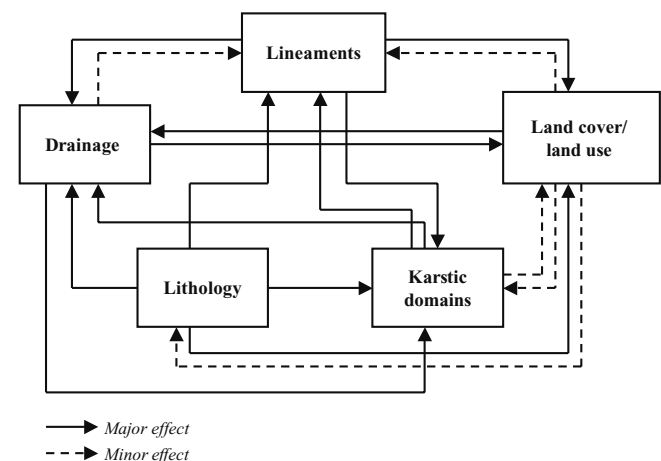 Lineaments
Drainage
Land cover/
land use
Lithology
Karstic
domains
Major effect
Minor effect